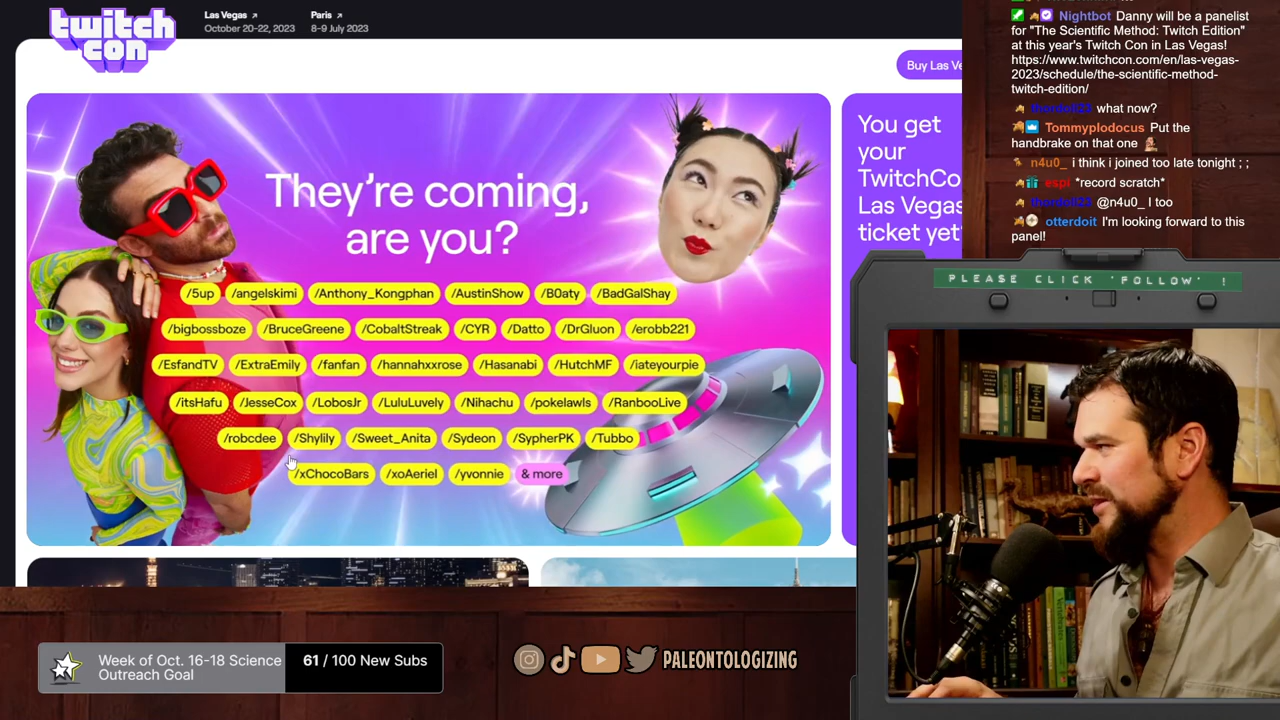 twitch
con
Las Vegas ↗
October 20-22, 2023
Paris ↗
8-9 July 2023
Buy Las Ve
They're coming,
are you?
/5up /angelskimi /Anthony_Kongphan /AustinShow /B0aty /BadGalShay
/bigbossboze /BruceGreene /CobaltStreak /CYR /Datto /DrGluon /erobb221
/EsfandTV /ExtraEmily /fanfan /hannahxxrose /Hasanabi /HutchMF /iateyourpie
/itsHafu /JesseCox /LobosJr /LuluLuvely /Nihachu /pokelawls /RanbooLive
/robcdee /Shylily /Sweet_Anita /Sydeon /SypherPK /Tubbo
/xChocoBars /xoAeriel /yvonnie & more
You get
your
TwitchCo
Las Vegas
ticket yet
Nightbot Danny will be a panelist
for "The Scientific Method: Twitch Edition"
at this year's Twitch Con in Las Vegas!
https://www.twitchcon.com/en/las-vegas-
2023/schedule/the-scientific-method-
twitch-edition/
thordoll23 what now?
Tommyplodocus Put the
handbrake on that one
n4u0_ i think i joined too late tonight ; ;
espi *record scratch*
thordoll23 @n4u0_ I too
otterdoit I'm looking forward to this
panel!
PLEASE CLICK 'FOLLOW' !
Week of Oct. 16-18 Science
Outreach Goal
61 / 100 New Subs
PALEONTOLOGIZING